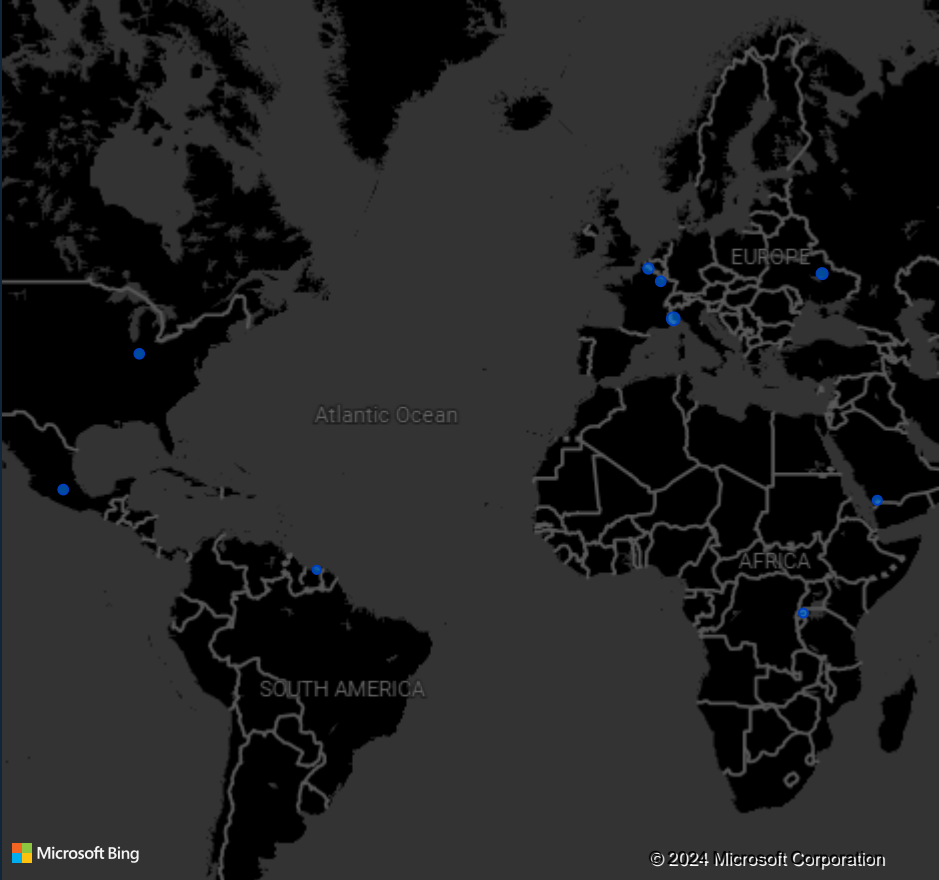 EUROPE
Atlantic Ocean
AFRICA
SOUTH AMERICA
Microsoft Bing
© 2024 Microsoft Corporation